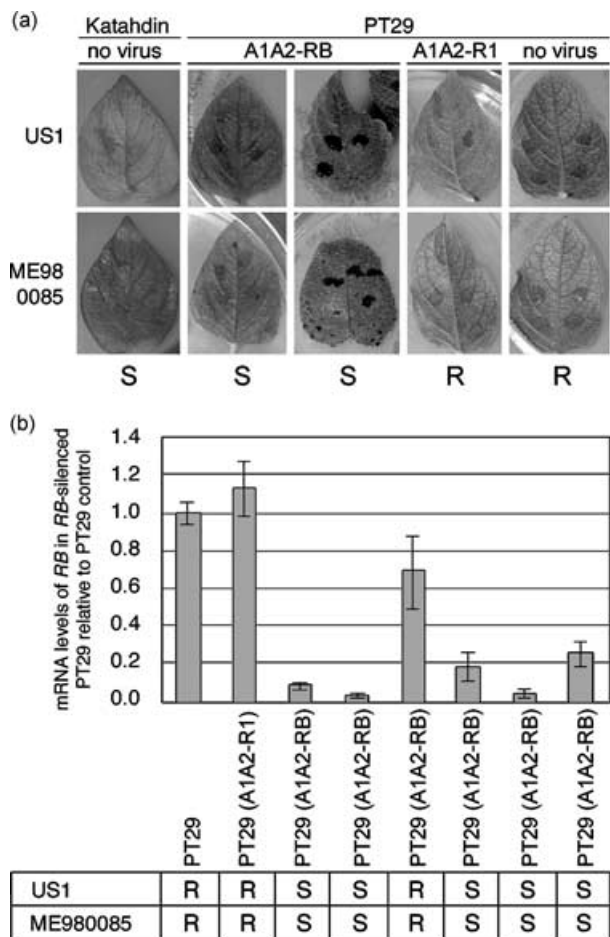 (a)
Katahdin PT29
no virus A1A2-RB A1A2-R1 no virus
US1
ME98
0085
S S S R R
(b)
mRNA levels of RB in RB-silenced
PT29 relative to PT29 control
1.4
1.2
1.0
0.8
0.6
0.4
0.2
0.0
PT29
PT29 (A1A2-R1)
PT29 (A1A2-RB)
PT29 (A1A2-RB)
PT29 (A1A2-RB)
PT29 (A1A2-RB)
PT29 (A1A2-RB)
PT29 (A1A2-RB)
US1 R R S S R S S S
ME980085 R R S S R S S S